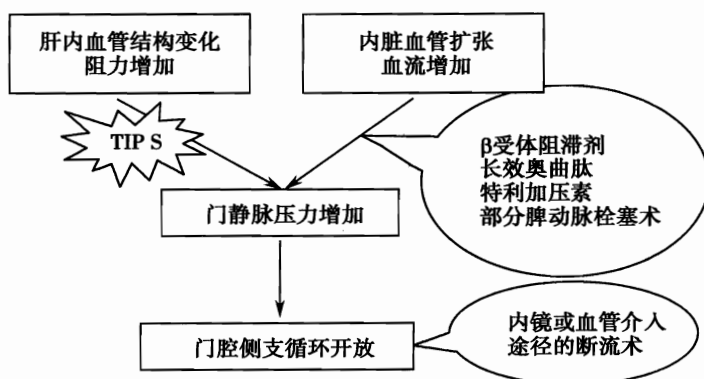 肝内血管结构变化
阻力增加
内脏血管扩张
血流增加
TIP S
β受体阻滞剂
长效奥曲肽
特利加压素
部分脾动脉栓塞术
门静脉压力增加
门腔侧支循环开放
内镜或血管介入
途径的断流术